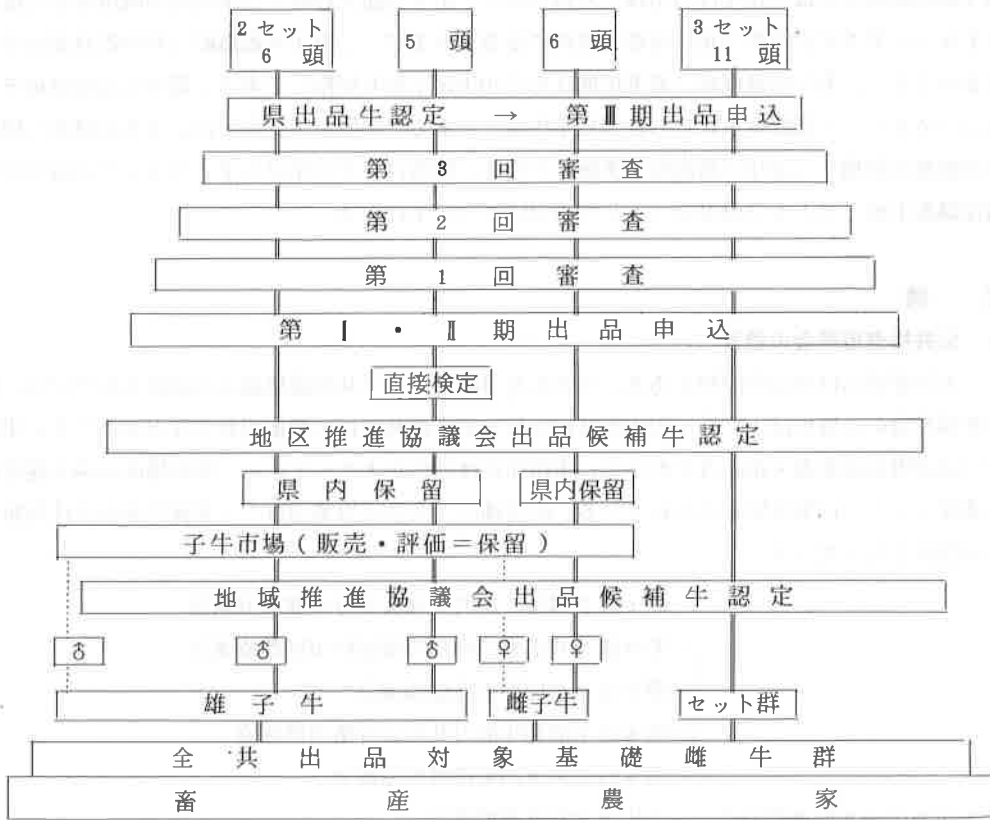 2セット 6頭
5頭
6頭
3セット 11頭
県出品牛認定 → 第Ⅲ期出品申込
第3回審査
第2回審査
第1回審査
第Ⅰ・Ⅱ期出品申込
直接検定
地区推進協議会出品候補牛認定
県内保留
県内保留
子牛市場(販売・評価=保留)
地域推進協議会出品候補牛認定
♂
♂
♂
♀
♀
雄子牛
雌子牛
セット群
全共出品対象基礎雌牛群
畜産農家